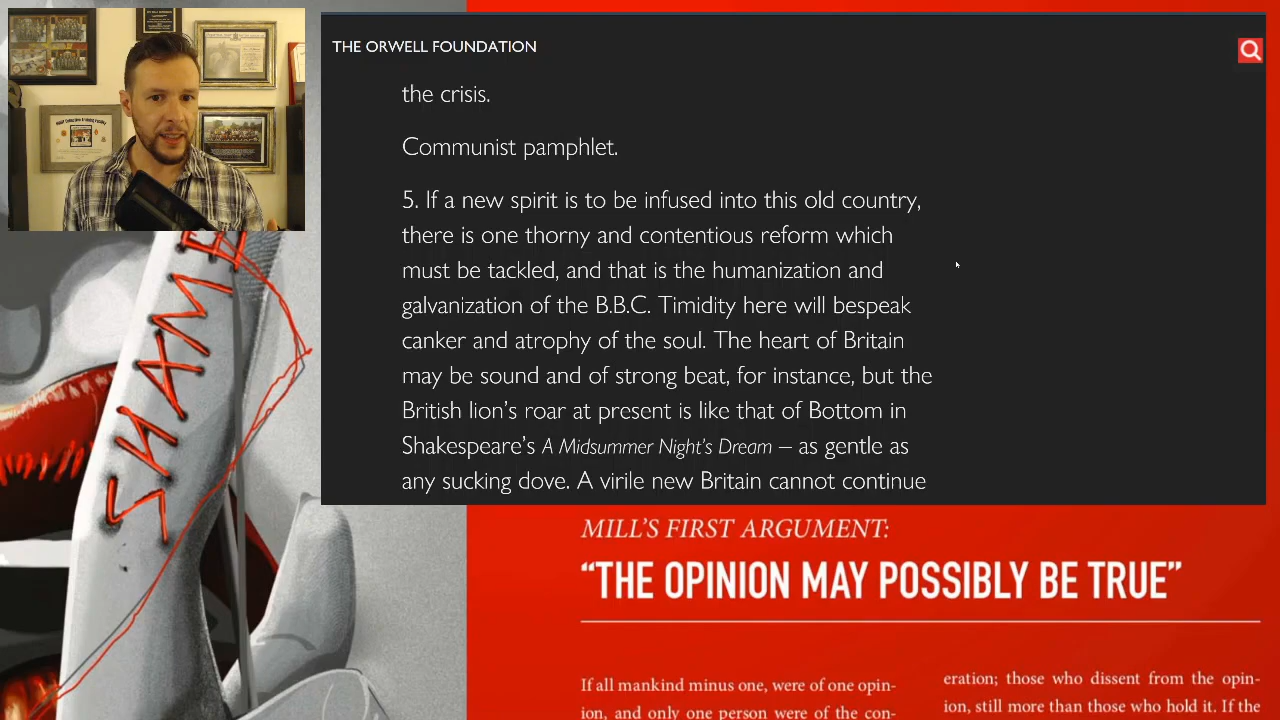 THE ORWELL FOUNDATION
the crisis.
Communist pamphlet.
5. If a new spirit is to be infused into this old country,
there is one thorny and contentious reform which
must be tackled, and that is the humanization and
galvanization of the B.B.C. Timidity here will bespeak
canker and atrophy of the soul. The heart of Britain
may be sound and of strong beat, for instance, but the
British lion’s roar at present is like that of Bottom in
Shakespeare’s A Midsummer Night’s Dream – as gentle as
any sucking dove. A virile new Britain cannot continue
SHAME
MILL’S FIRST ARGUMENT:
“THE OPINION MAY POSSIBLY BE TRUE”
If all mankind minus one, were of one opin-
ion, and only one person were of the con-
eration; those who dissent from the opin-
ion, still more than those who hold it. If the